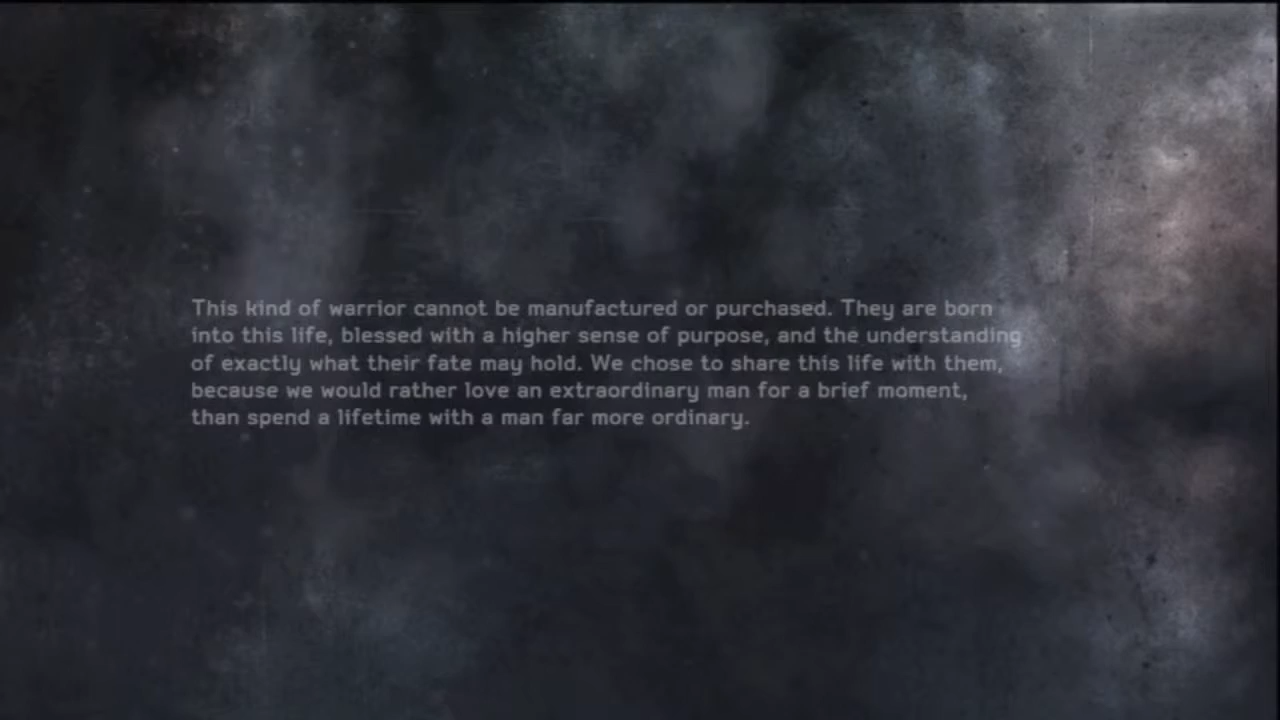 This kind of warrior cannot be manufactured or purchased. They are born
into this life, blessed with a higher sense of purpose, and the understanding
of exactly what their fate may hold. We chose to share this life with them,
because we would rather love an extraordinary man for a brief moment,
than spend a lifetime with a man far more ordinary.